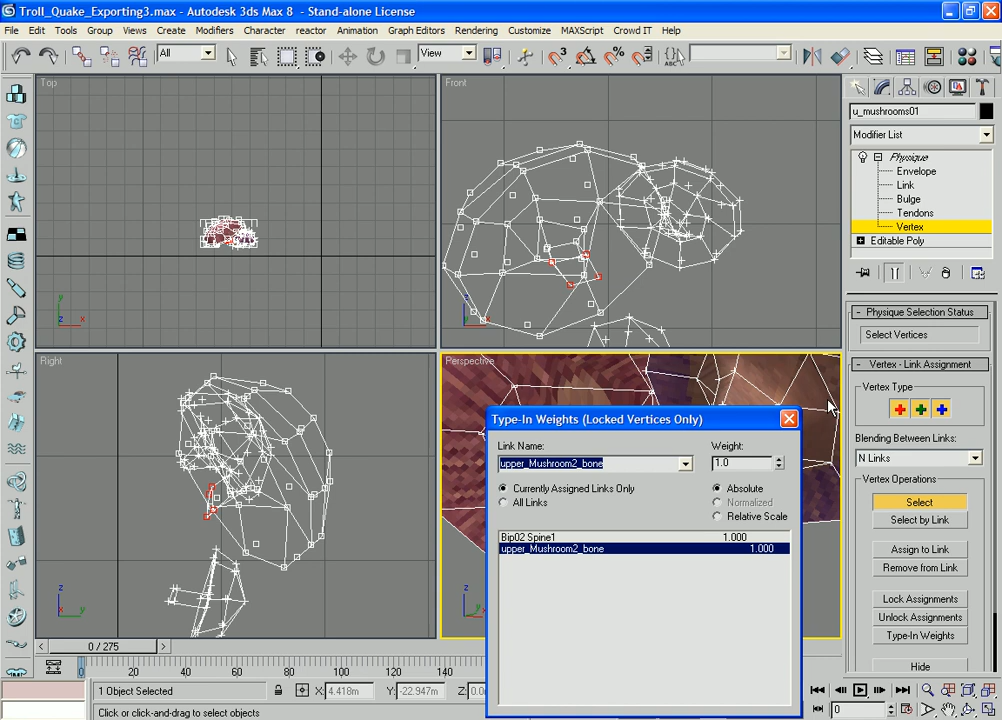 Troll_Quake_Exporting3.max - Autodesk 3ds Max 8 - Stand-alone License
File Edit Tools Group Views Create Modifiers Character reactor Animation Graph Editors Rendering Customize MAXScript Crowd IT Help
All
View
3
ABC
Top
Front
Right
Perspective
z
y
x
u_mushrooms01
Modifier List
Physique
Envelope
Link
Bulge
Tendons
Vertex
Editable Poly
- Physique Selection Status
Select Vertices
- Vertex - Link Assignment
Vertex Type
Blending Between Links:
N Links
Vertex Operations
Select
Select by Link
Assign to Link
Remove from Link
Lock Assignments
Unlock Assignments
Type-In Weights
Hide
Type-In Weights (Locked Vertices Only)
Link Name:
Weight:
upper_Mushroom2_bone
1.0
Currently Assigned Links Only
All Links
Absolute
Normalized
Relative Scale
Bip02 Spine1 1.000
upper_Mushroom2_bone 1.000
< 0 / 275 >
0 20 40 60 80 100 120 140
1 Object Selected
X: 4.418m Y: -22.947m Z:
Click or click-and-drag to select objects
0